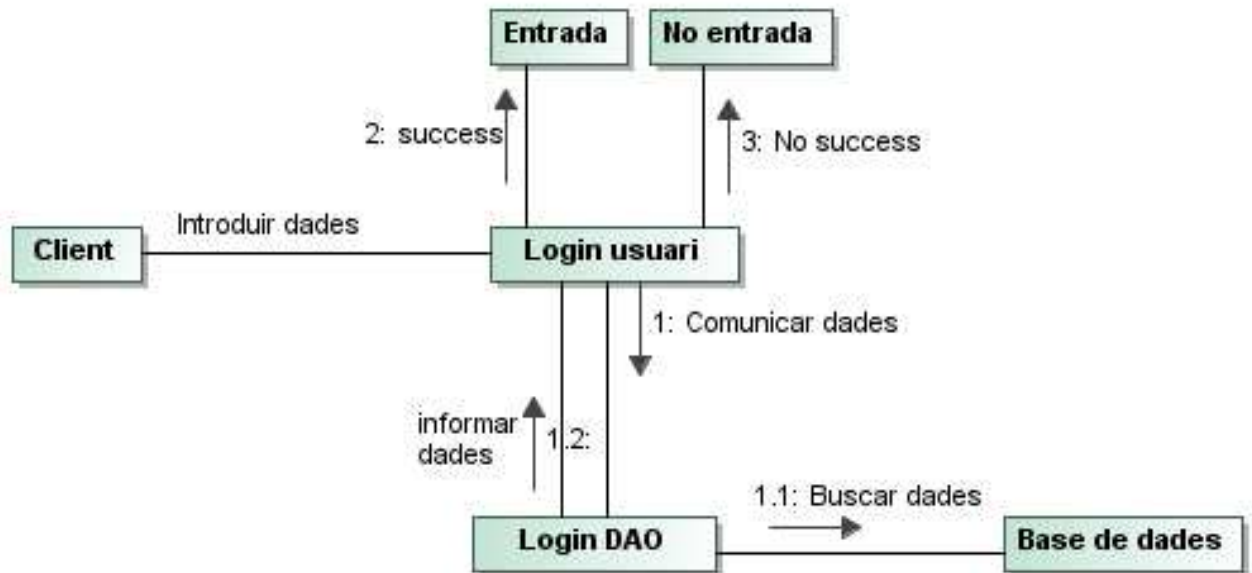 Entrada
No entrada
2: success
3: No success
Introduir dades
Client
Login usuari
1: Comunicar dades
informar
dades
1.2:
1.1: Buscar dades
Login DAO
Base de dades